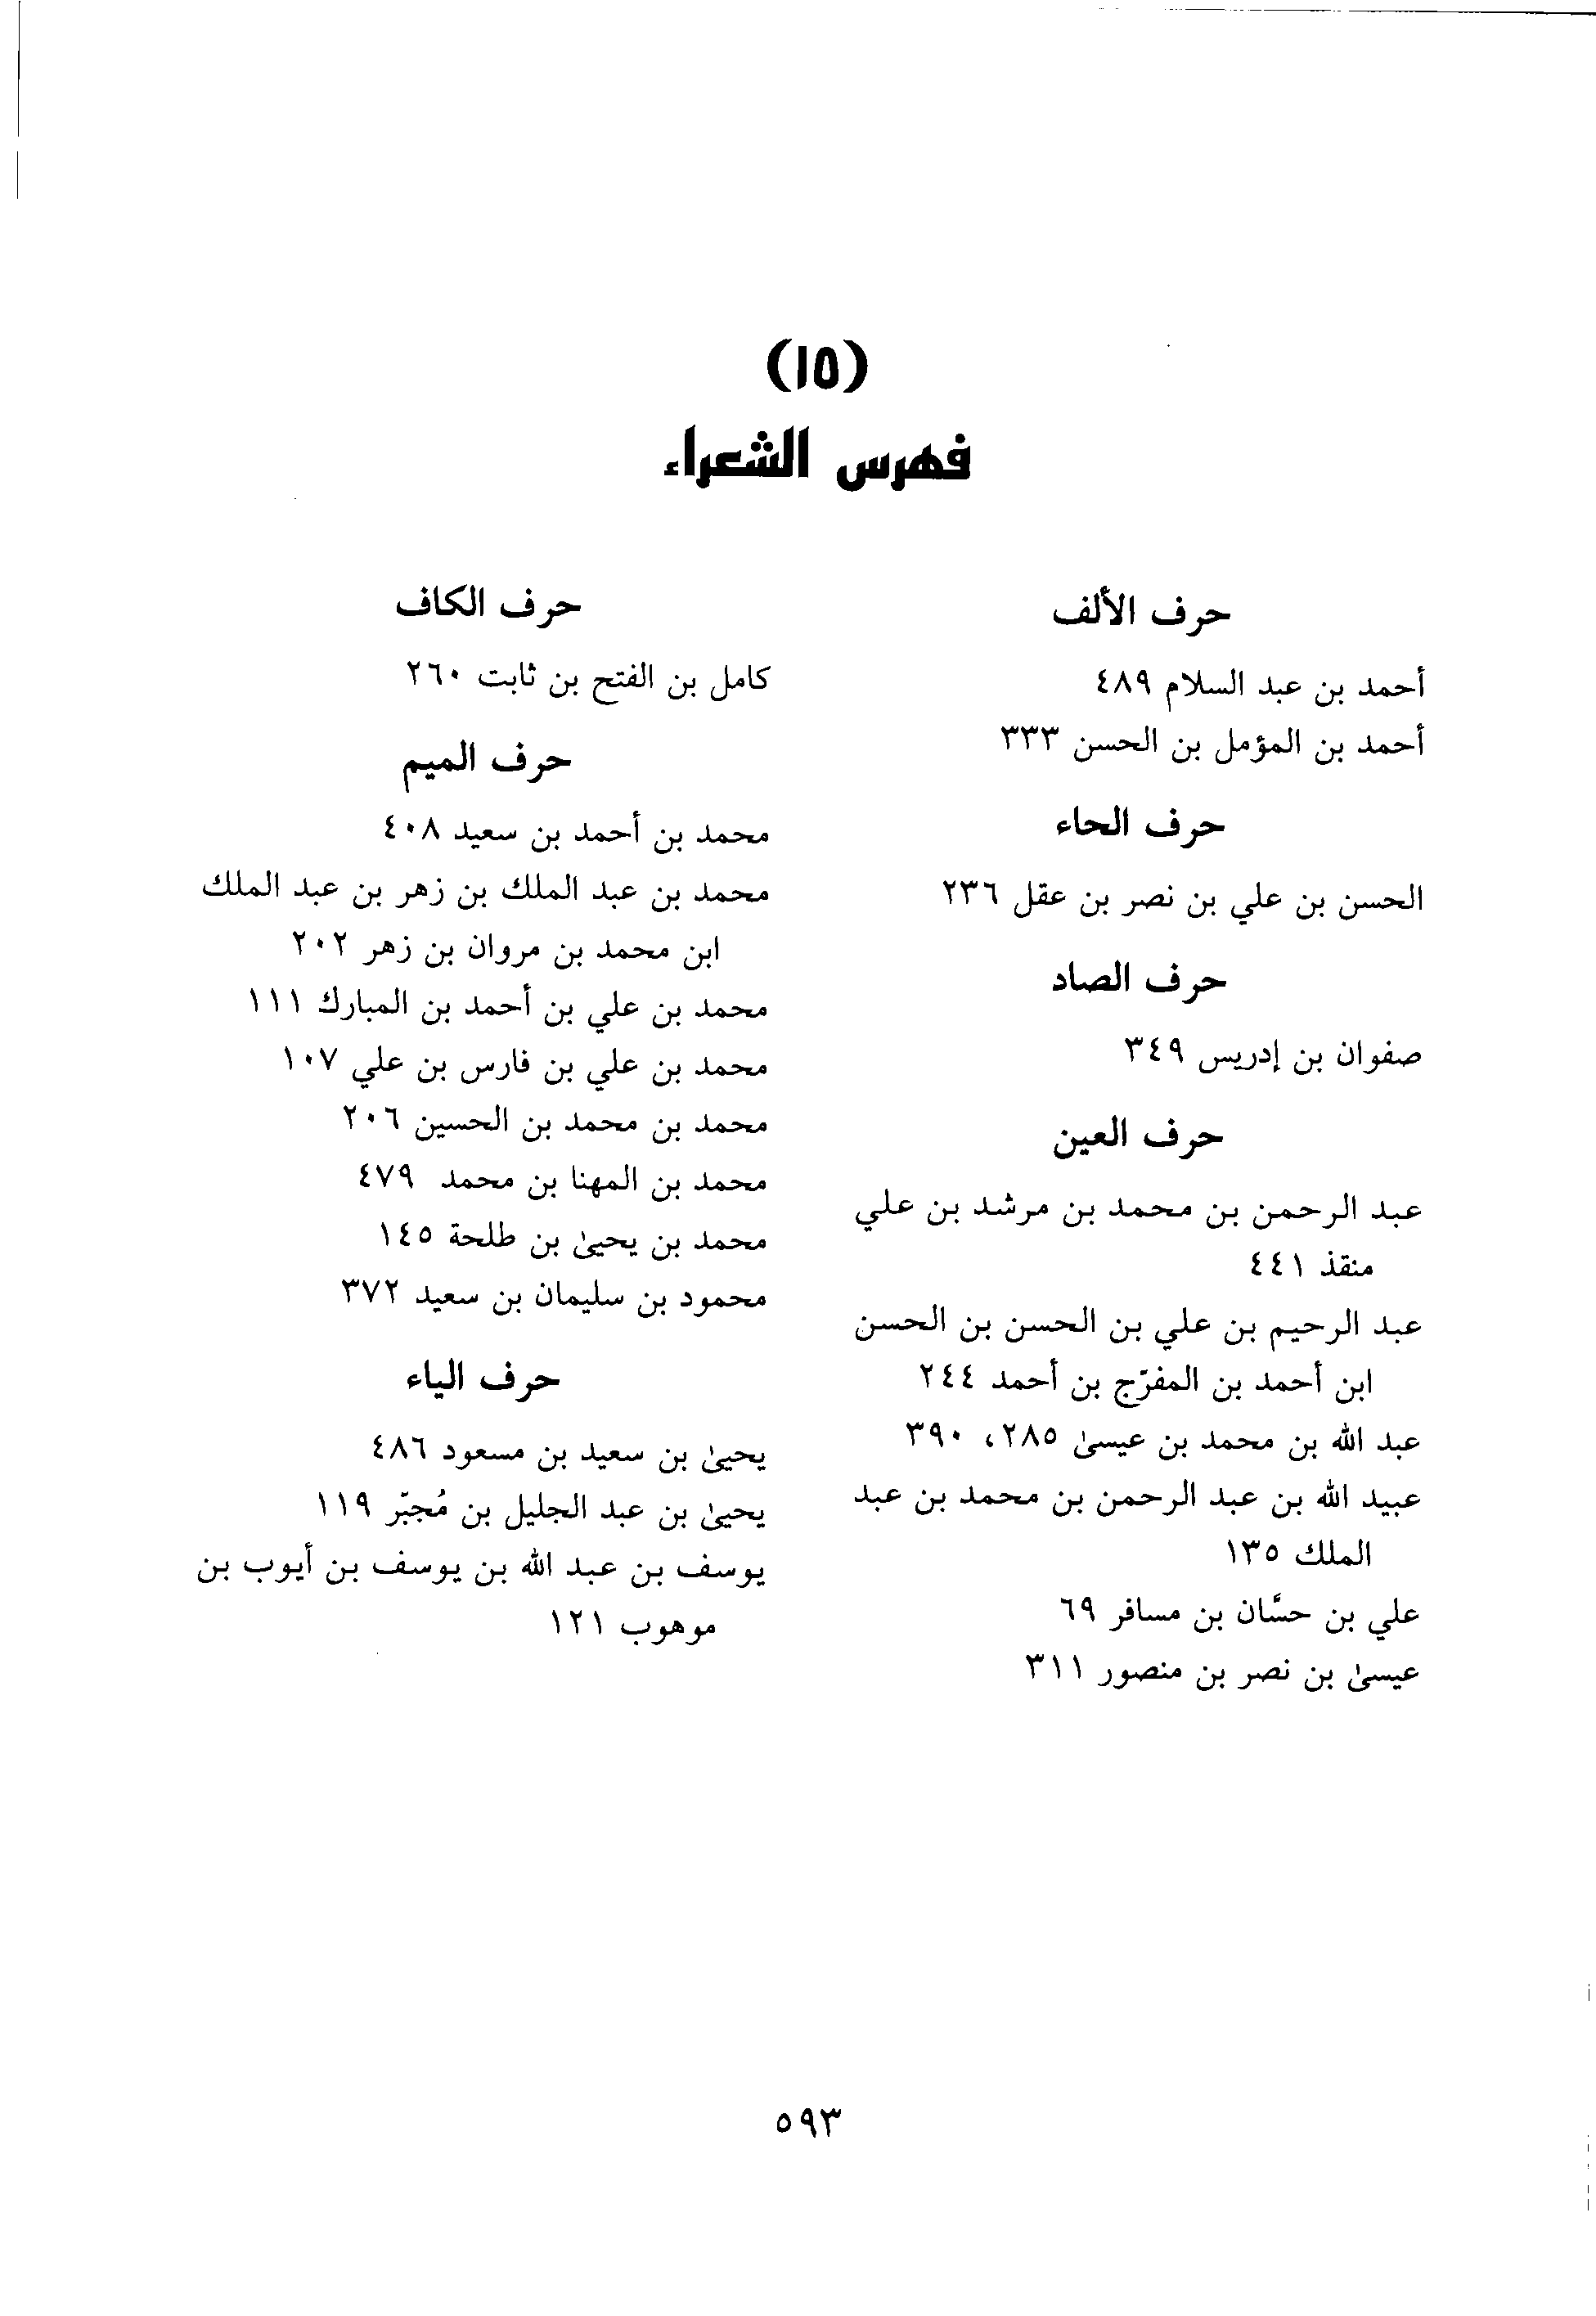 (١٥)
فهرس الشعراء
حرف الألف
أحمد بن عبد السلام ٤٨٩
أحمد بن المؤمل بن الحسن ٣٣٣
حرف الحاء
الحسن بن علي بن نصر بن عقل ٢٣٦
حرف الصاد
صفوان بن إدريس ٣٤٩
حرف العين
عبد الرحمن بن محمد بن مرشد بن علي
منقذ ٤٤١
عبد الرحيم بن علي بن الحسن بن الحسن
ابن أحمد بن المفرّج بن أحمد ٢٤٤
عبد الله بن محمد بن عيسىٰ ٢٨٥، ٣٩٠
عبيد الله بن عبد الرحمن بن محمد بن عبد
الملك ١٣٥
علي بن حسَّان بن مسافر ٦٩
عيسىٰ بن نصر بن منصور ٣١١
حرف الكاف
كامل بن الفتح بن ثابت ٢٦٠
حرف الميم
محمد بن أحمد بن سعيد ٤٠٨
محمد بن عبد الملك بن زهر بن عبد الملك
ابن محمد بن مروان بن زهر ٢٠٢
محمد بن علي بن أحمد بن المبارك ١١١
محمد بن علي بن فارس بن علي ١٠٧
محمد بن محمد بن الحسين ٢٠٦
محمد بن المهنا بن محمد ٤٧٩
محمد بن يحيىٰ بن طلحة ١٤٥
محمود بن سليمان بن سعيد ٣٧٢
حرف الياء
يحيىٰ بن سعيد بن مسعود ٤٨٦
يحيىٰ بن عبد الجليل بن مُجبّر ١١٩
يوسف بن عبد الله بن يوسف بن أيوب بن
موهوب ١٢١
٥٩٣